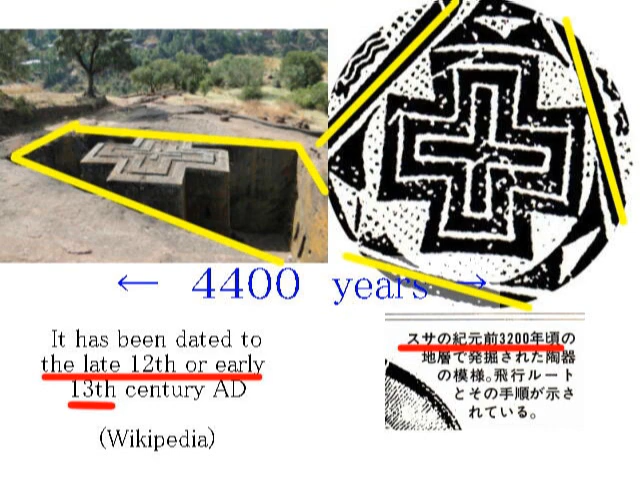 ← 4400 years →
It has been dated to
the late 12th or early
13th century AD
(Wikipedia)
スサの紀元前3200年頃の
地層で発掘された陶器
の模様。飛行ルート
とその手順が示さ
れている。